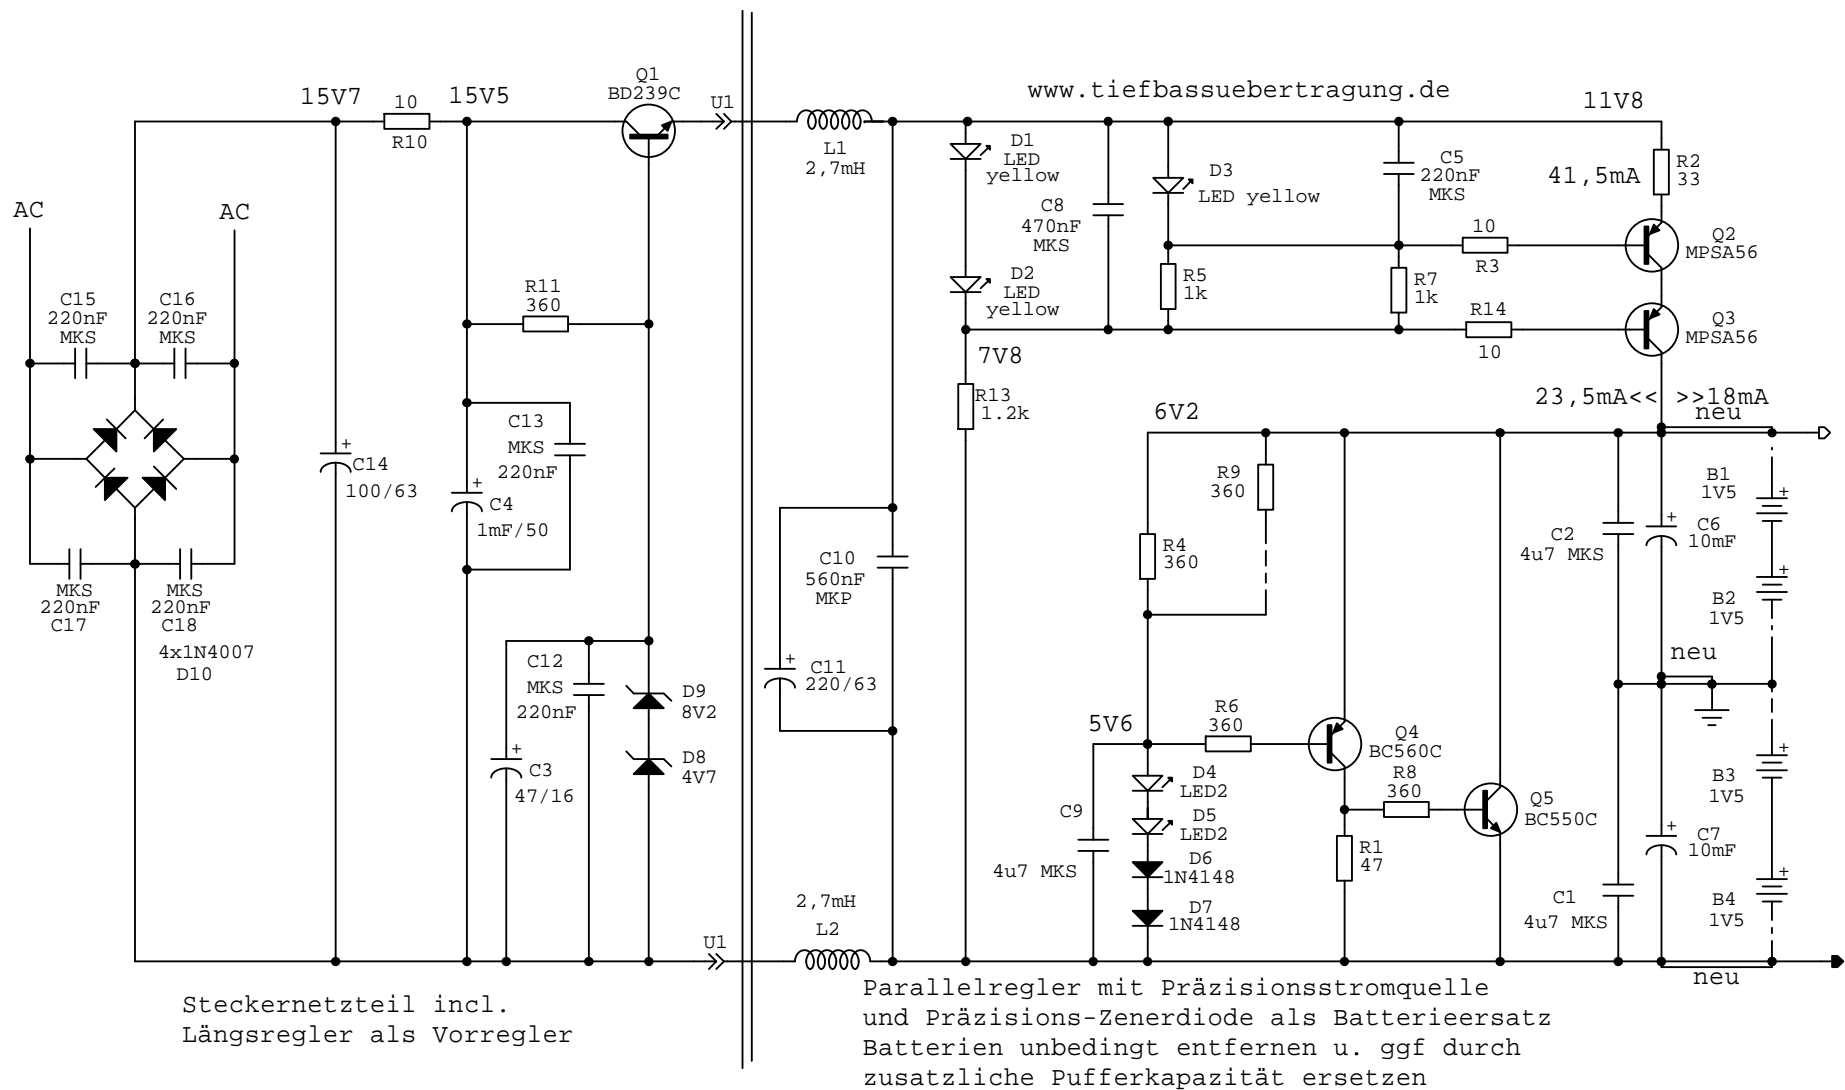 www.tiefbassuebertragung.de
Q1
BD239C
15V7
10
R10
15V5
U1
L1
2,7mH
11V8
D1
LED
yellow
D3
LED yellow
C5
220nF
MKS
41,5mA
R2
33
AC
AC
C8
470nF
MKS
10
R3
Q2
MPSA56
D2
LED
yellow
R5
1k
R7
1k
R14
10
Q3
MPSA56
C15
220nF
MKS
C16
220nF
MKS
R11
360
7V8
R13
1.2k
23,5mA<< >>18mA
neu
6V2
C13
MKS
220nF
C14
100/63
C4
1mF/50
R9
360
B1
1V5
C2
4u7 MKS
C6
10mF
R4
360
C10
560nF
MKP
B2
1V5
MKS
220nF
C17
MKS
220nF
C18
4x1N4007
D10
C12
MKS
220nF
C11
220/63
neu
D9
8V2
5V6
R6
360
Q4
BC560C
D8
4V7
C3
47/16
D4
LED2
R8
360
B3
1V5
C9
4u7 MKS
D5
LED2
Q5
BC550C
D6
1N4148
R1
47
C7
10mF
D7
1N4148
C1
4u7 MKS
B4
1V5
2,7mH
L2
U1
neu
Steckernetzteil incl.
Längsregler als Vorregler
Parallelregler mit Präzisionsstromquelle
und Präzisions-Zenerdiode als Batterieersatz
Batterien unbedingt entfernen u. ggf durch
zusatzliche Pufferkapazität ersetzen